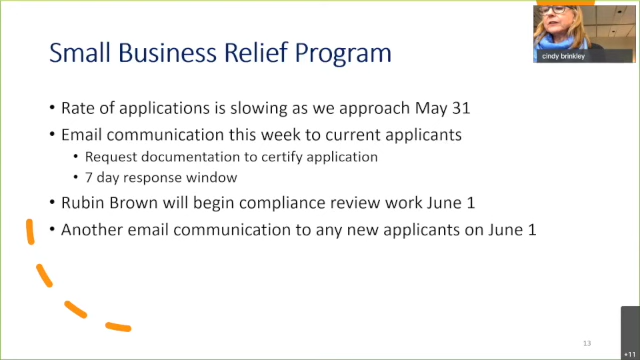 Small Business Relief Program
cindy brinkley
• Rate of applications is slowing as we approach May 31
• Email communication this week to current applicants
• Request documentation to certify application
• 7 day response window
• Rubin Brown will begin compliance review work June 1
• Another email communication to any new applicants on June 1
13
+11